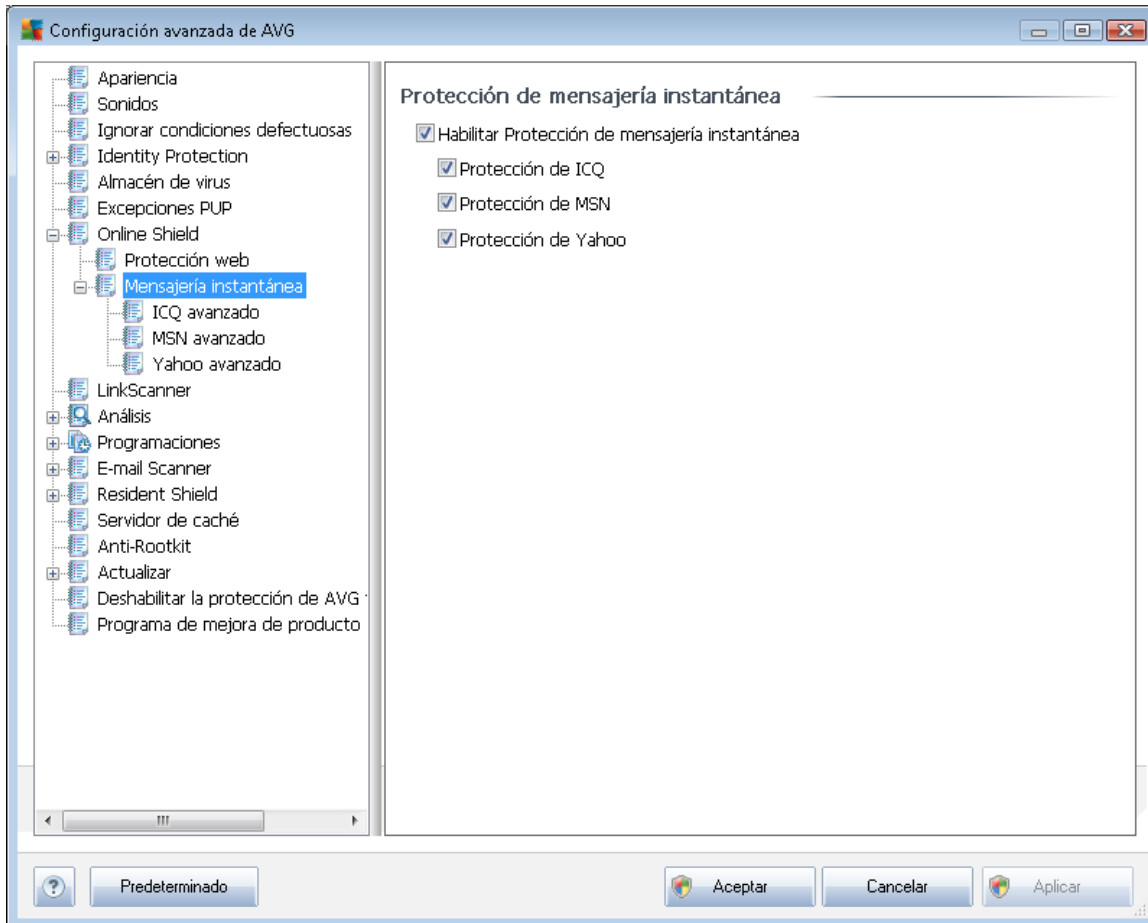 Configuración avanzada de AVG
Apariencia
Sonidos
Ignorar condiciones defectuosas
Identity Protection
Almacén de virus
Excepciones PUP
Online Shield
Protección web
Mensajería instantánea
ICQ avanzado
MSN avanzado
Yahoo avanzado
LinkScanner
Análisis
Programaciones
E-mail Scanner
Resident Shield
Servidor de caché
Anti-Rootkit
Actualizar
Deshabilitar la protección de AVG
Programa de mejora de producto
Protección de mensajería instantánea
Habilitar Protección de mensajería instantánea
Protección de ICQ
Protección de MSN
Protección de Yahoo
?
Predeterminado
Aceptar
Cancelar
Aplicar